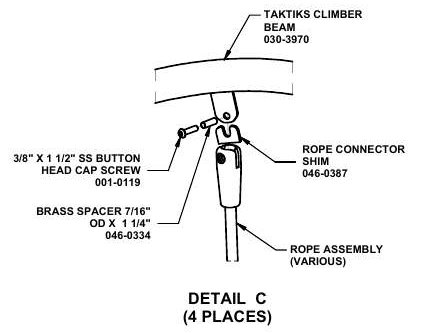 TAKTIKS CLIMBER
BEAM
030-3970
3/8" X 1 1/2" SS BUTTON
HEAD CAP SCREW
001-0119
ROPE CONNECTOR
SHIM
046-0387
BRASS SPACER 7/16"
OD X 1 1/4"
046-0334
ROPE ASSEMBLY
(VARIOUS)
DETAIL C
(4 PLACES)